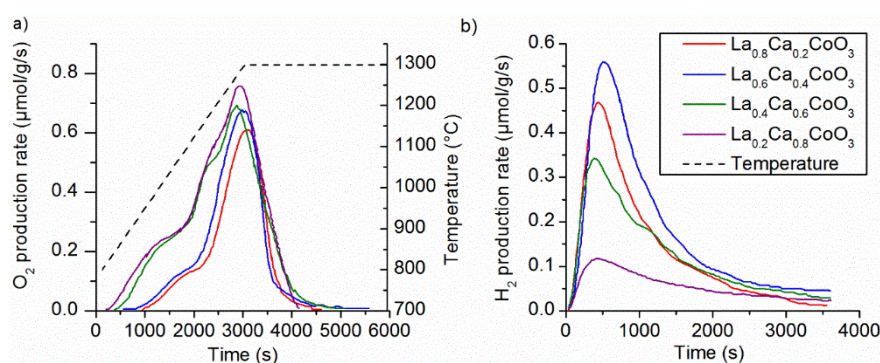 a)
O₂ production rate (µmol/g/s)
0.8
0.6
0.4
0.2
0.0
0 1000 2000 3000 4000 5000 6000
Time (s)
1300
1200
1100
1000
900
800
700
Temperature (°C)
b)
H₂ production rate (µmol/g/s)
0.6
0.5
0.4
0.3
0.2
0.1
0.0
0 1000 2000 3000 4000
Time (s)
La₀.₈Ca₀.₂CoO₃
La₀.₆Ca₀.₄CoO₃
La₀.₄Ca₀.₆CoO₃
La₀.₂Ca₀.₈CoO₃
Temperature